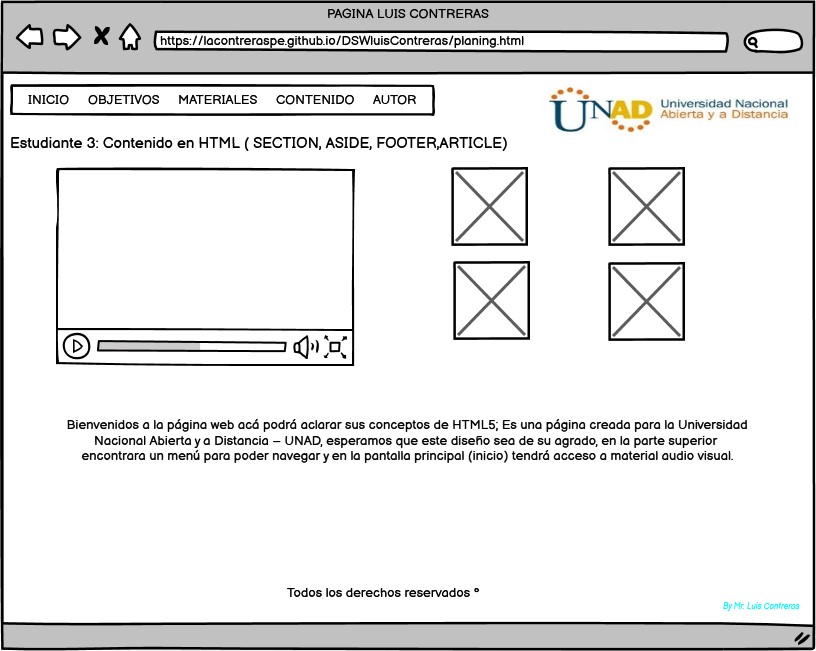 PAGINA LUIS CONTRERAS
https://lacontreraspe.github.io/DSWluisContreras/planing.html
INICIO OBJETIVOS MATERIALES CONTENIDO AUTOR
UNAD Universidad Nacional
Abierta y a Distancia
Estudiante 3: Contenido en HTML ( SECTION, ASIDE, FOOTER,ARTICLE)
Bienvenidos a la página web acá podrá aclarar sus conceptos de HTML5; Es una página creada para la Universidad
Nacional Abierta y a Distancia – UNAD, esperamos que este diseño sea de su agrado, en la parte superior
encontrara un menú para poder navegar y en la pantalla principal (inicio) tendrá acceso a material audio visual.
Todos los derechos reservados °
By Mr. Luis Contreras